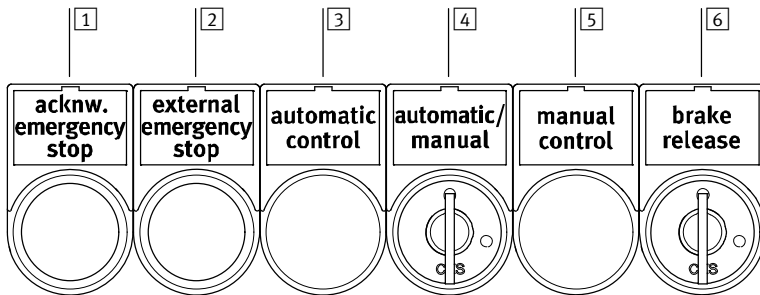 1 2 3 4 5 6
acknw.
emergency
stop
external
emergency
stop
automatic
control
automatic/
manual
manual
control
brake
release